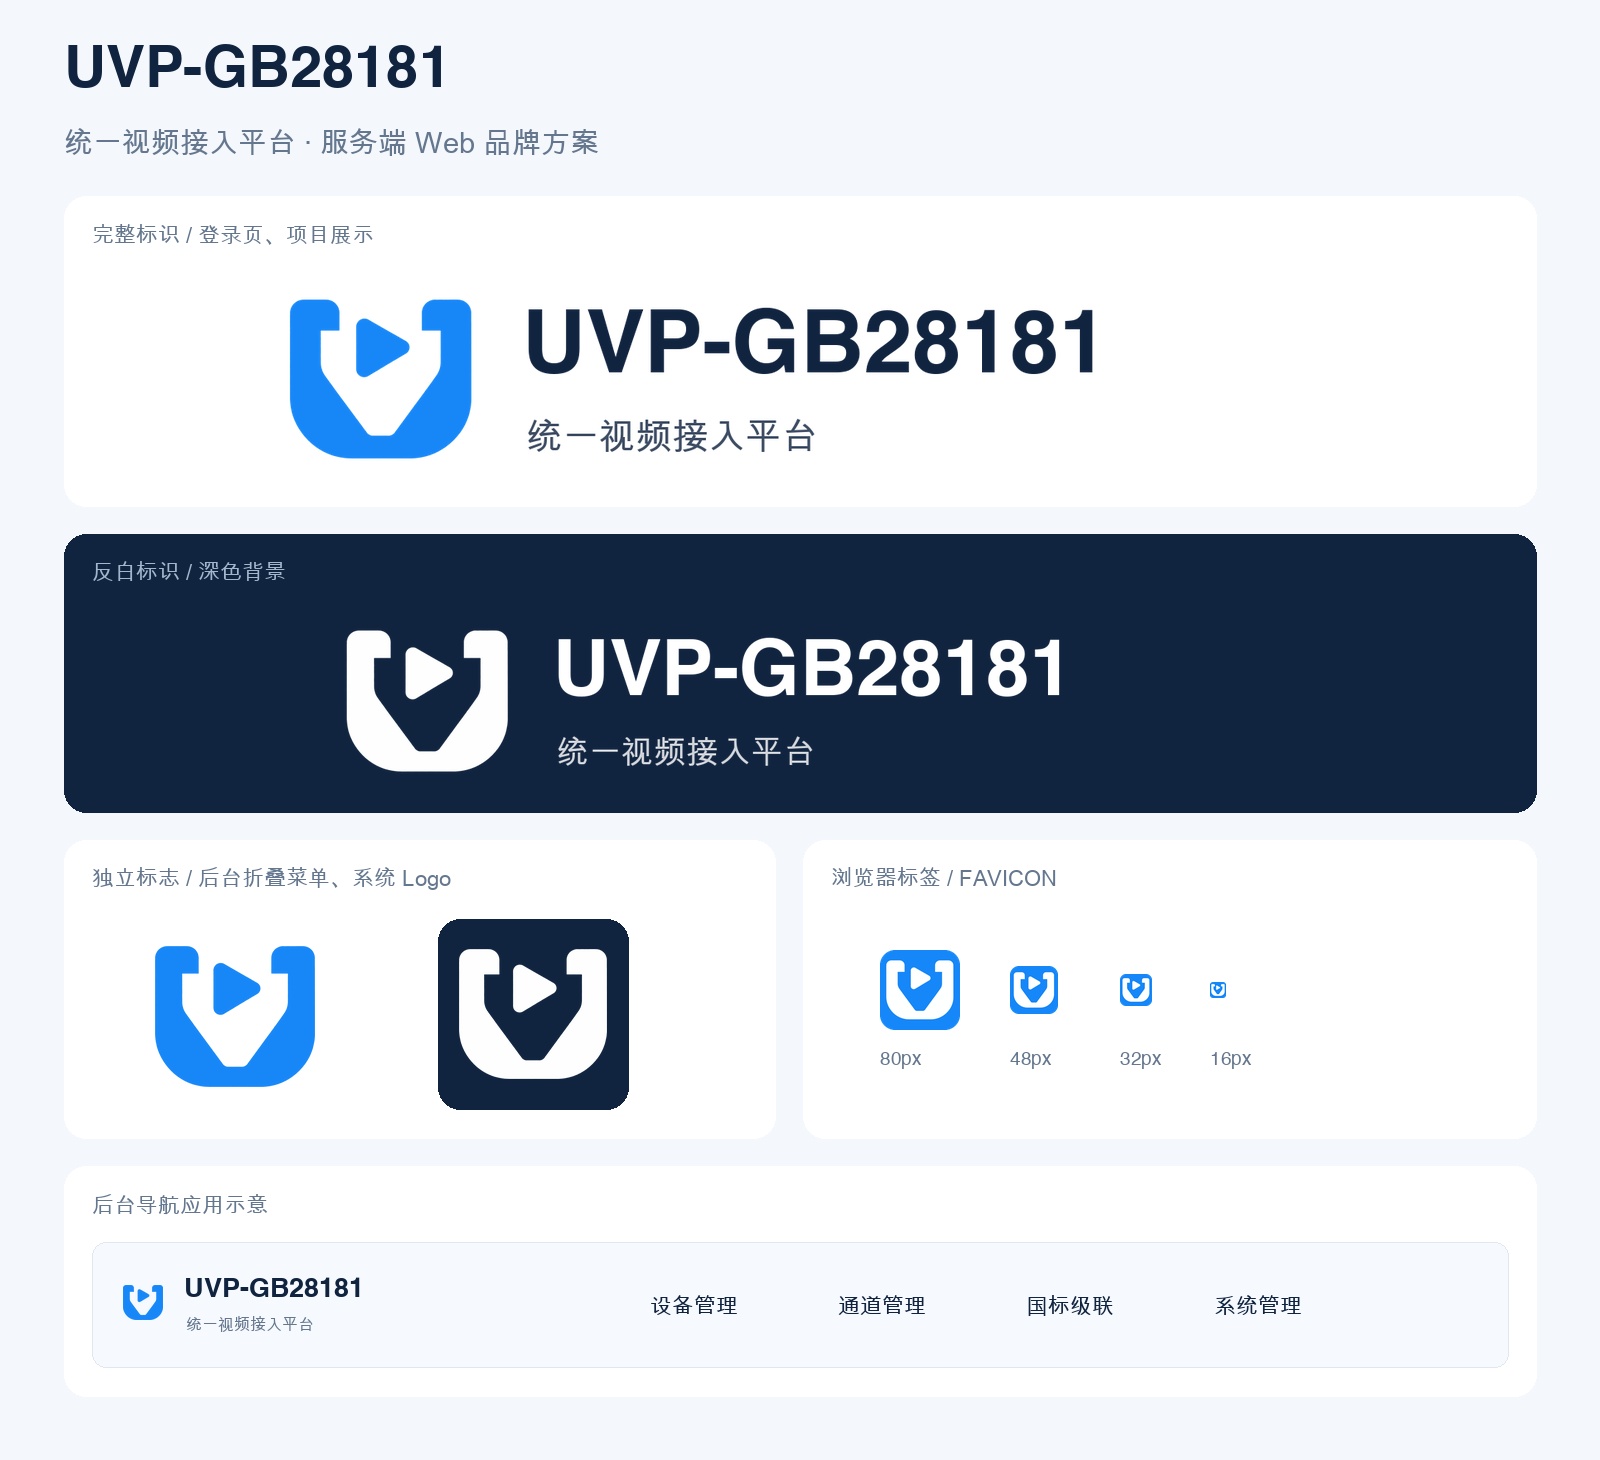 UVP-GB28181
统一视频接入平台 · 服务端 Web 品牌方案
完整标识 / 登录页、项目展示
UVP-GB28181
统一视频接入平台
反白标识 / 深色背景
UVP-GB28181
统一视频接入平台
独立标志 / 后台折叠菜单、系统 Logo
浏览器标签 / FAVICON
80px
48px
32px
16px
后台导航应用示意
UVP-GB28181
统一视频接入平台
设备管理
通道管理
国标级联
系统管理